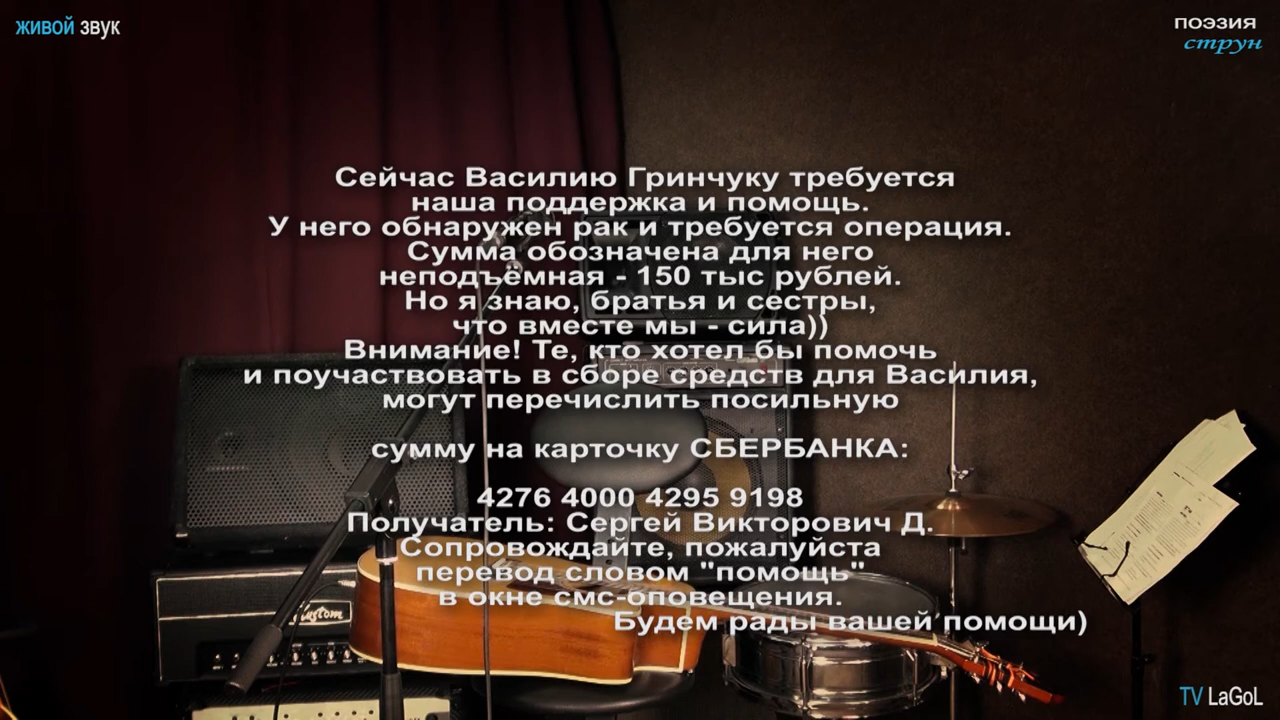 ЖИВОЙ ЗВУК
ПОЭЗИЯ
струн
Сейчас Василию Гринчуку требуется
наша поддержка и помощь.
У него обнаружен рак и требуется операция.
Сумма обозначена для него
неподъёмная - 150 тыс рублей.
Но я знаю, братья и сестры,
что вместе мы - сила))
Внимание! Те, кто хотел бы помочь
и поучаствовать в сборе средств для Василия,
могут перечислить посильную
сумму на карточку СБЕРБАНКА:
4276 4000 4295 9198
Получатель: Сергей Викторович Д.
Сопровождайте, пожалуйста
перевод словом "помощь"
в окне смс-оповещения.
Будем рады вашей помощи)
Kustom
TV LaGoL